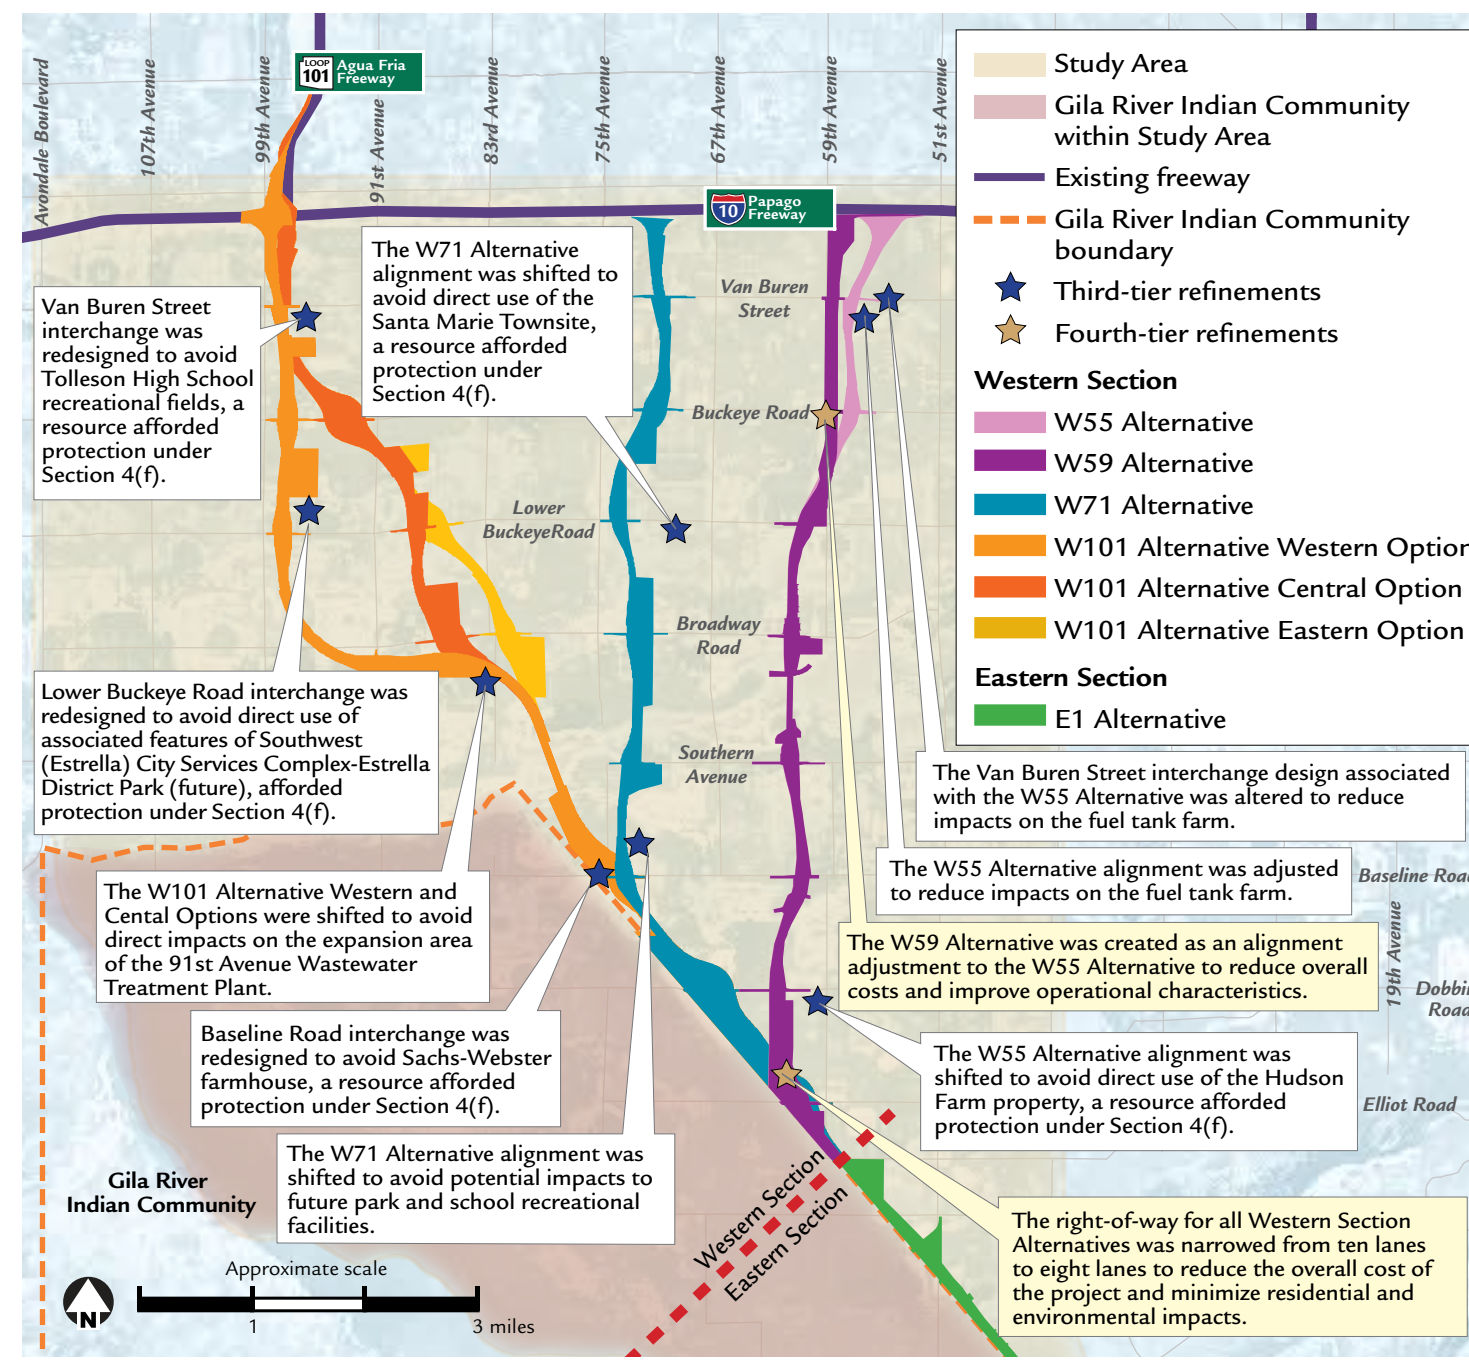 LOOP
101
Agua Fria
Freeway
Avondale Boulevard
107th Avenue
99th Avenue
91st Avenue
83rd Avenue
75th Avenue
67th Avenue
59th Avenue
51st Avenue
10
Papago
Freeway
Study Area
Gila River Indian Community
within Study Area
Existing freeway
Gila River Indian Community
boundary
Third-tier refinements
Fourth-tier refinements
Western Section
W55 Alternative
W59 Alternative
W71 Alternative
W101 Alternative Western Option
W101 Alternative Central Option
W101 Alternative Eastern Option
Eastern Section
E1 Alternative
The W71 Alternative
alignment was shifted to
avoid direct use of the
Santa Marie Townsite,
a resource afforded
protection under
Section 4(f).
Van Buren Street
interchange was
redesigned to avoid
Tolleson High School
recreational fields, a
resource afforded
protection under
Section 4(f).
Van Buren
Street
Buckeye Road
Lower
BuckeyeRoad
Broadway
Road
Southern
Avenue
Lower Buckeye Road interchange was
redesigned to avoid direct use of
associated features of Southwest
(Estrella) City Services Complex-Estrella
District Park (future), afforded
protection under Section 4(f).
The Van Buren Street interchange design associated
with the W55 Alternative was altered to reduce
impacts on the fuel tank farm.
The W55 Alternative alignment was adjusted
to reduce impacts on the fuel tank farm.
Baseline Road
The W101 Alternative Western and
Cental Options were shifted to avoid
direct impacts on the expansion area
of the 91st Avenue Wastewater
Treatment Plant.
The W59 Alternative was created as an alignment
adjustment to the W55 Alternative to reduce overall
costs and improve operational characteristics.
19th Avenue
Dobbin
Road
Baseline Road interchange was
redesigned to avoid Sachs-Webster
farmhouse, a resource afforded
protection under Section 4(f).
The W55 Alternative alignment was
shifted to avoid direct use of the Hudson
Farm property, a resource afforded
protection under Section 4(f).
Elliot Road
The W71 Alternative alignment was
shifted to avoid potential impacts to
future park and school recreational
facilities.
Gila River
Indian Community
Western Section
Eastern Section
The right-of-way for all Western Section
Alternatives was narrowed from ten lanes
to eight lanes to reduce the overall cost of
the project and minimize residential and
environmental impacts.
Approximate scale
N
1
3 miles